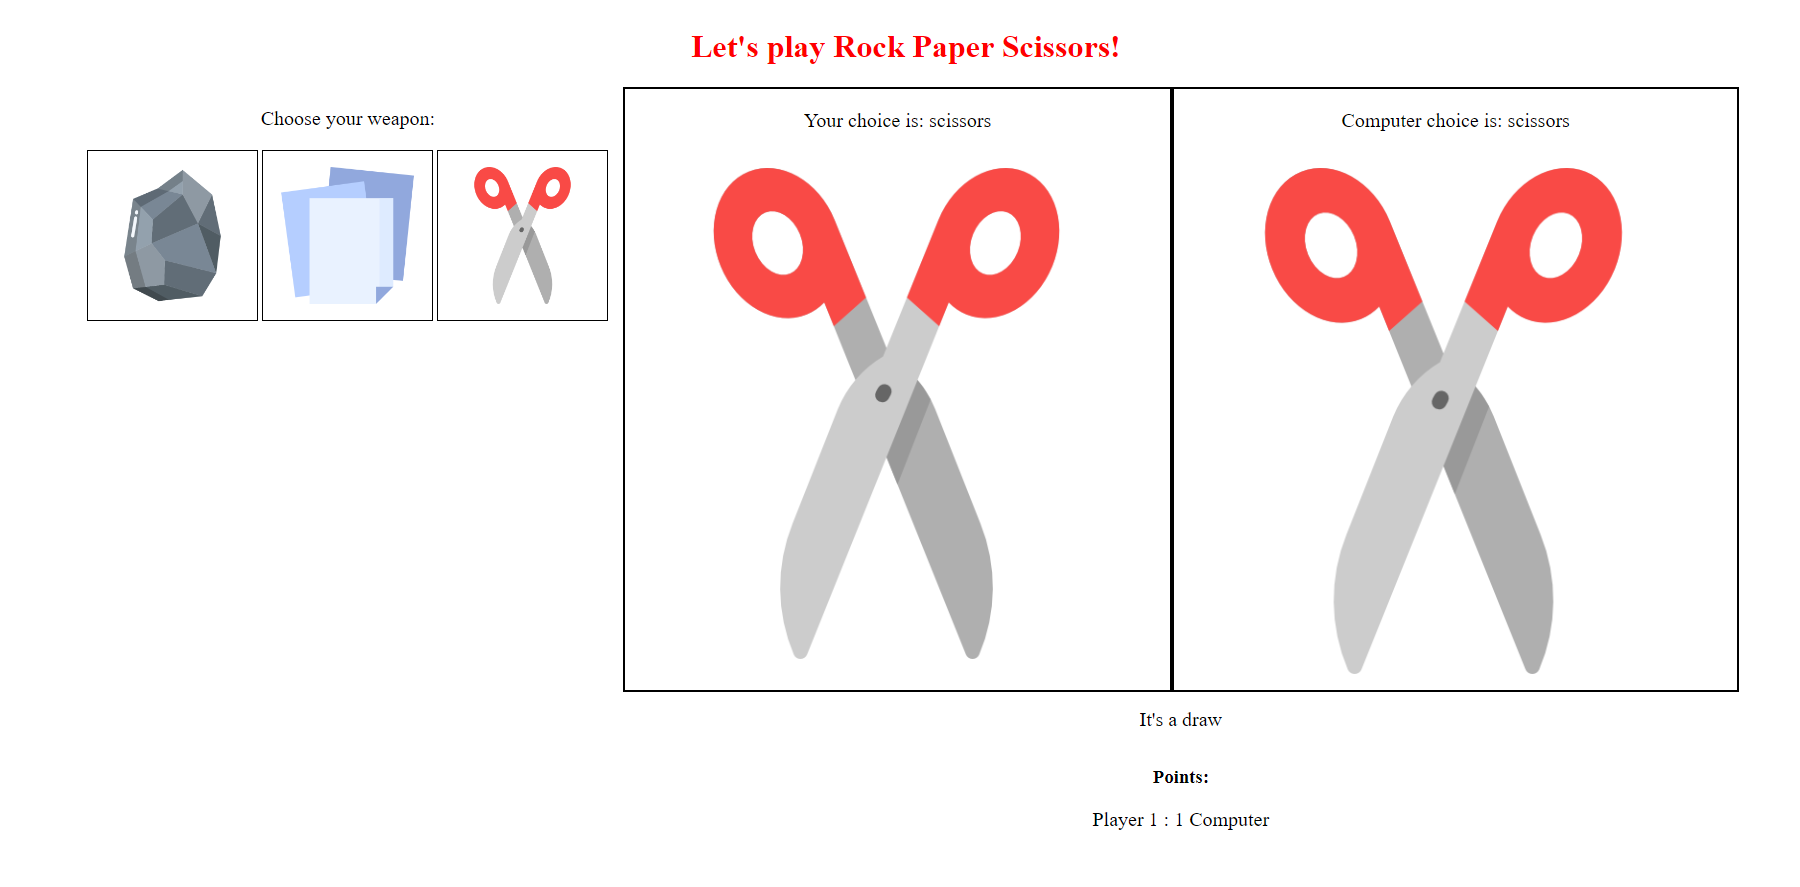 Let's play Rock Paper Scissors!
Choose your weapon:
Your choice is: scissors
Computer choice is: scissors
It's a draw
Points:
Player 1 : 1 Computer